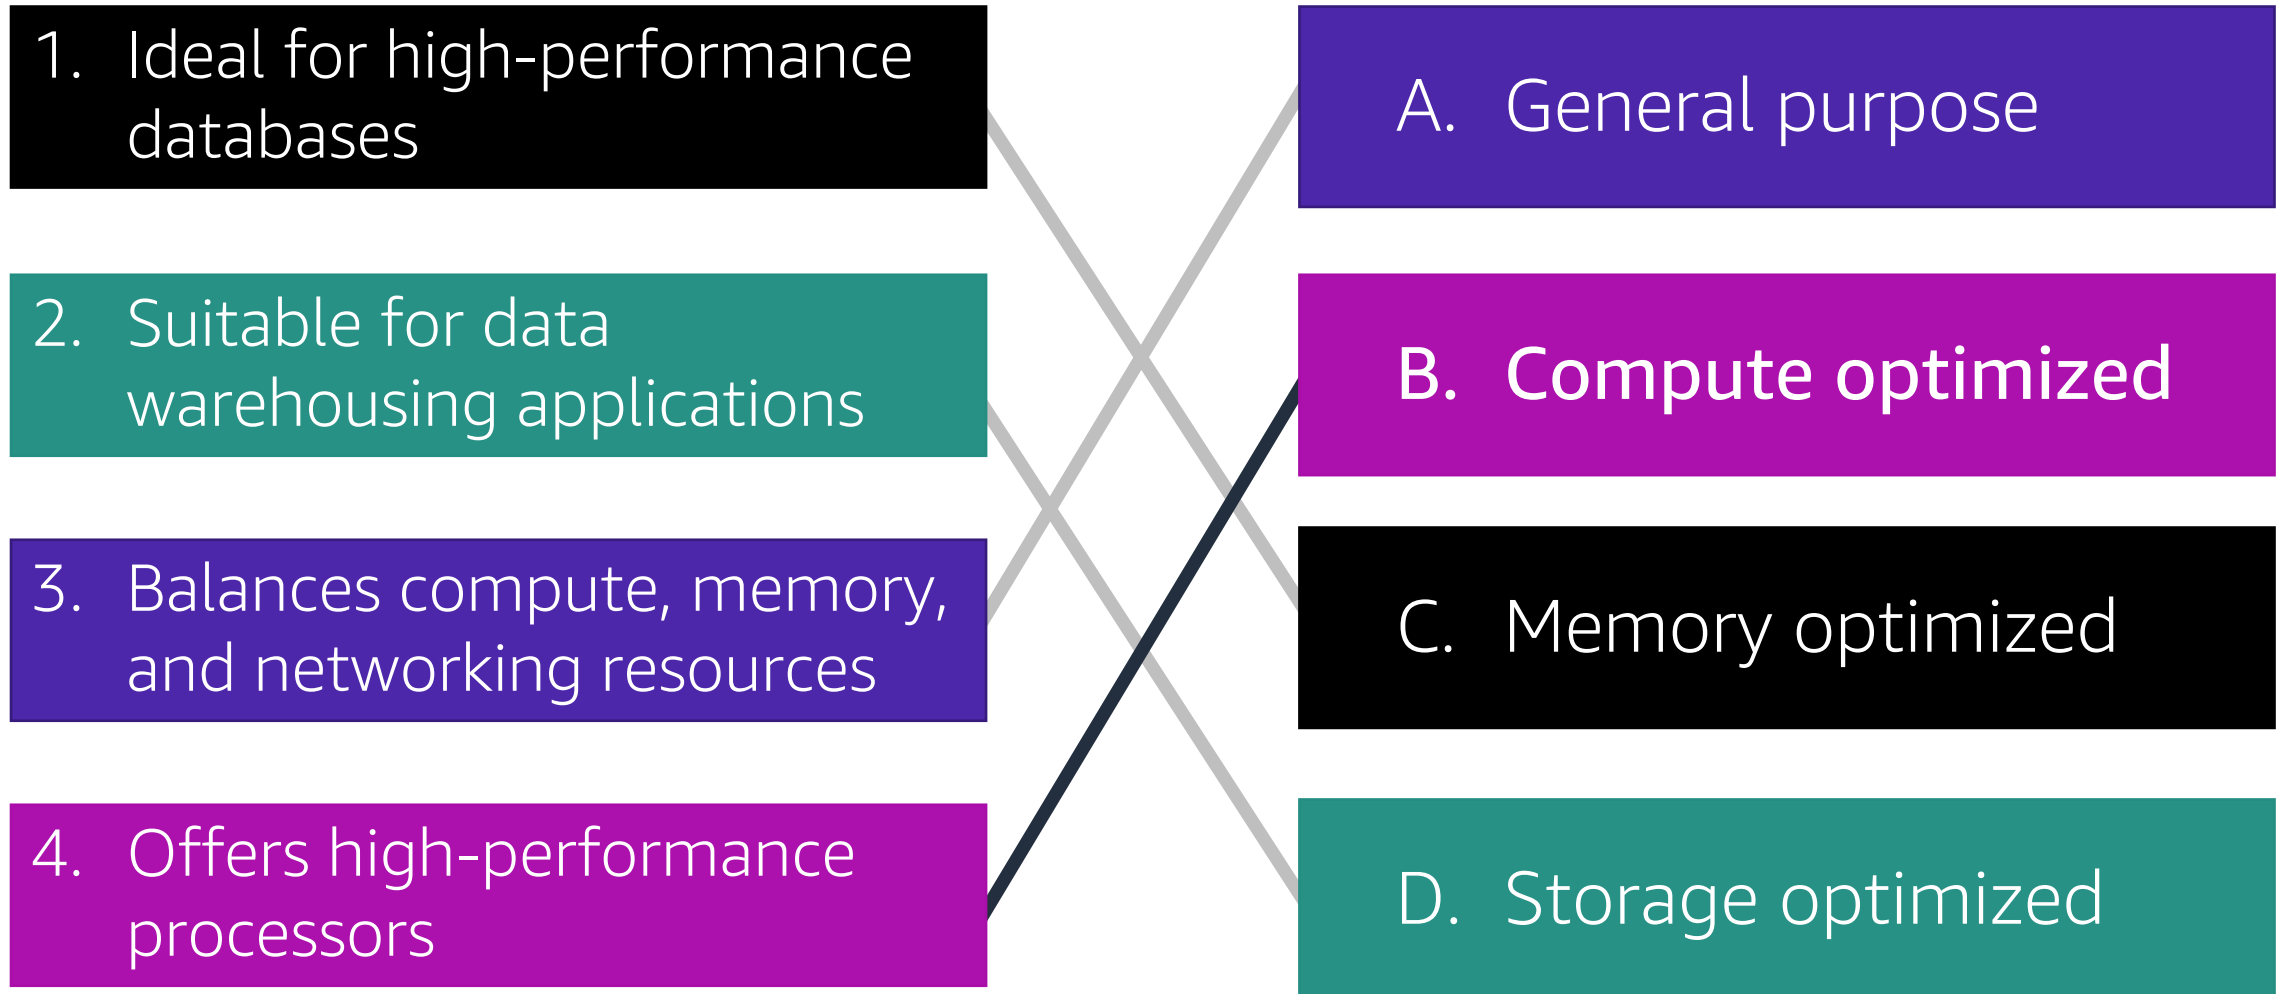 1. Ideal for high-performance
databases
2. Suitable for data
warehousing applications
3. Balances compute, memory,
and networking resources
4. Offers high-performance
processors
A. General purpose
B. Compute optimized
C. Memory optimized
D. Storage optimized